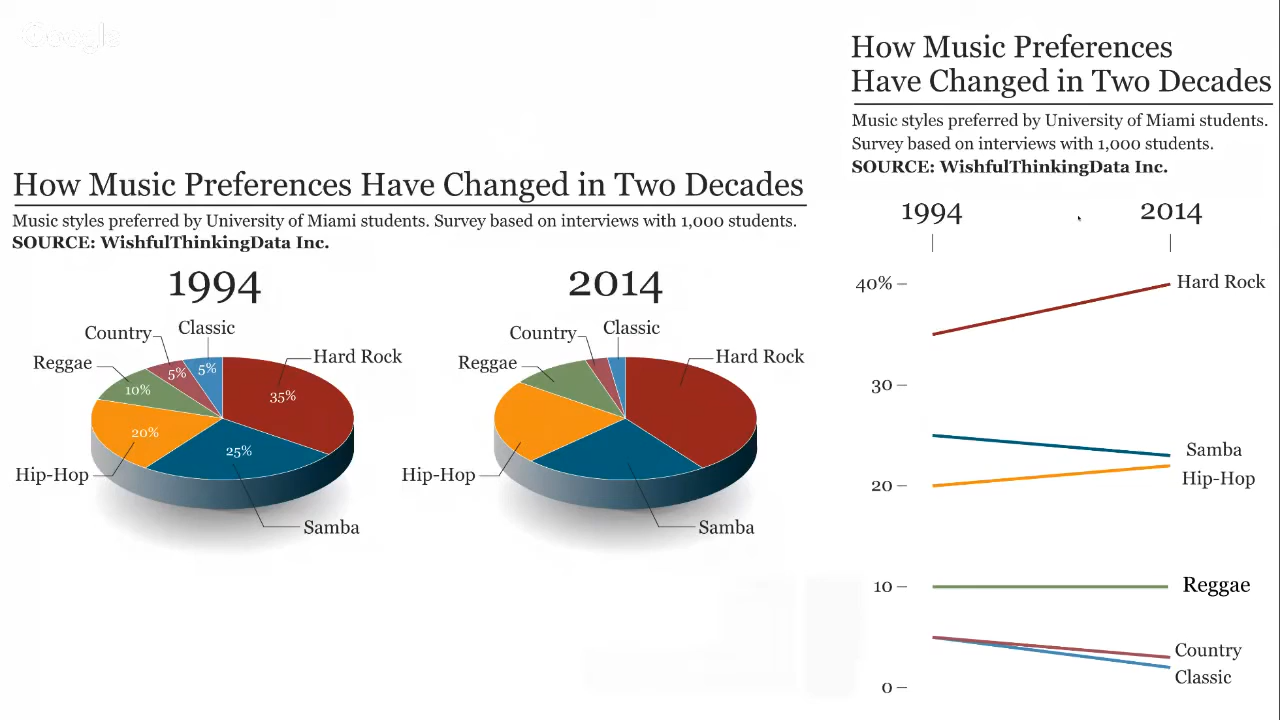 Google
How Music Preferences Have Changed in Two Decades
Music styles preferred by University of Miami students. Survey based on interviews with 1,000 students.
SOURCE: WishfulThinkingData Inc.
1994
Country
Classic
Reggae
Hard Rock
5%
5%
10%
35%
20%
25%
Hip-Hop
Samba
2014
Country
Classic
Reggae
Hard Rock
Hip-Hop
Samba
How Music Preferences
Have Changed in Two Decades
Music styles preferred by University of Miami students.
Survey based on interviews with 1,000 students.
SOURCE: WishfulThinkingData Inc.
1994
2014
40%
Hard Rock
30
Samba
Hip-Hop
20
10
Reggae
Country
Classic
0